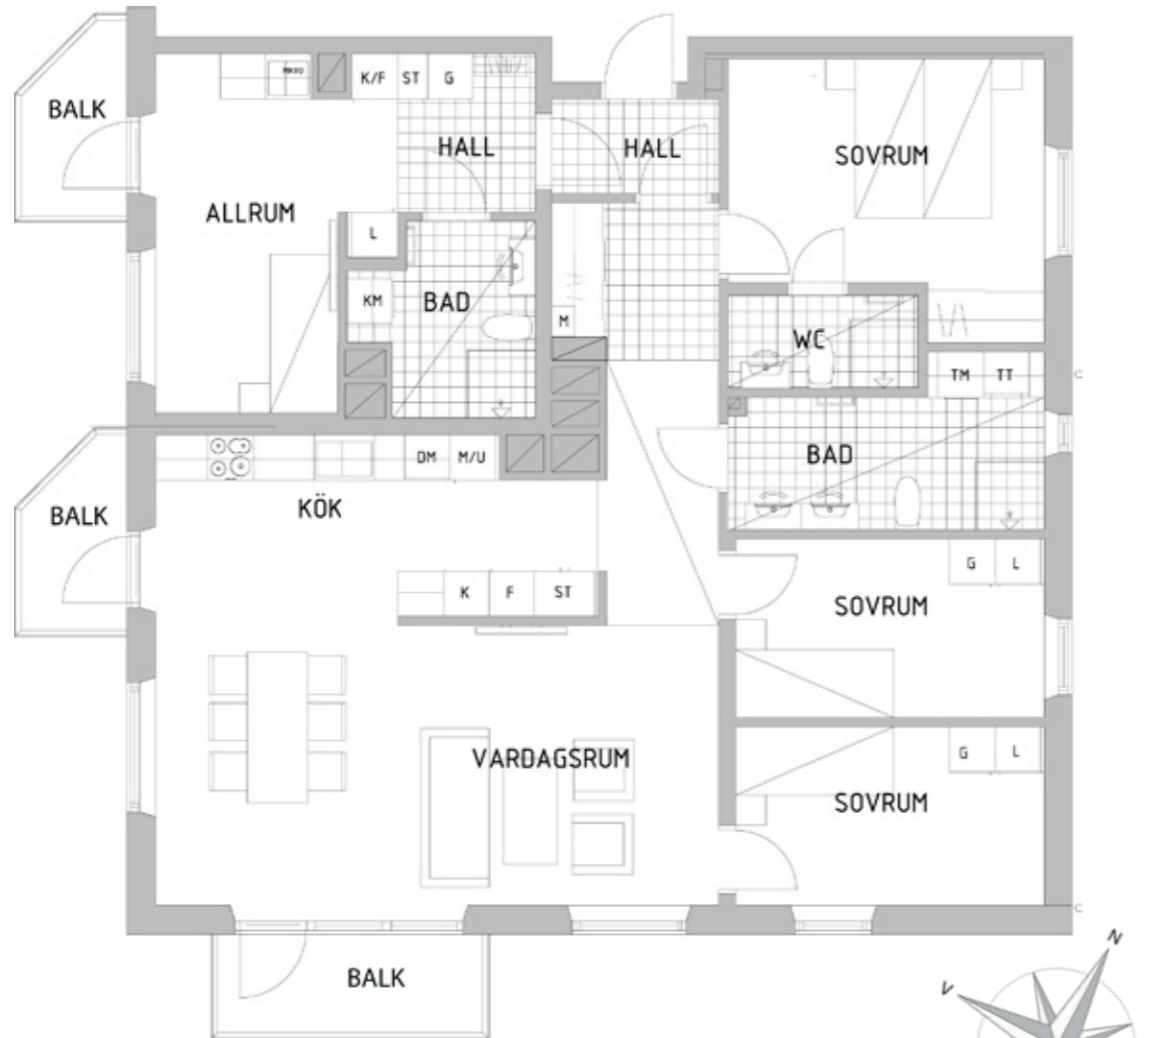 MIKRO
K/F ST G
BALK
HALL
HALL
SOVRUM
ALLRUM
L
KM
BAD
M
WC
TM TT
DM M/U
BAD
KÖK
BALK
K F ST
G L
SOVRUM
VARDAGSRUM
G L
SOVRUM
BALK
N
V